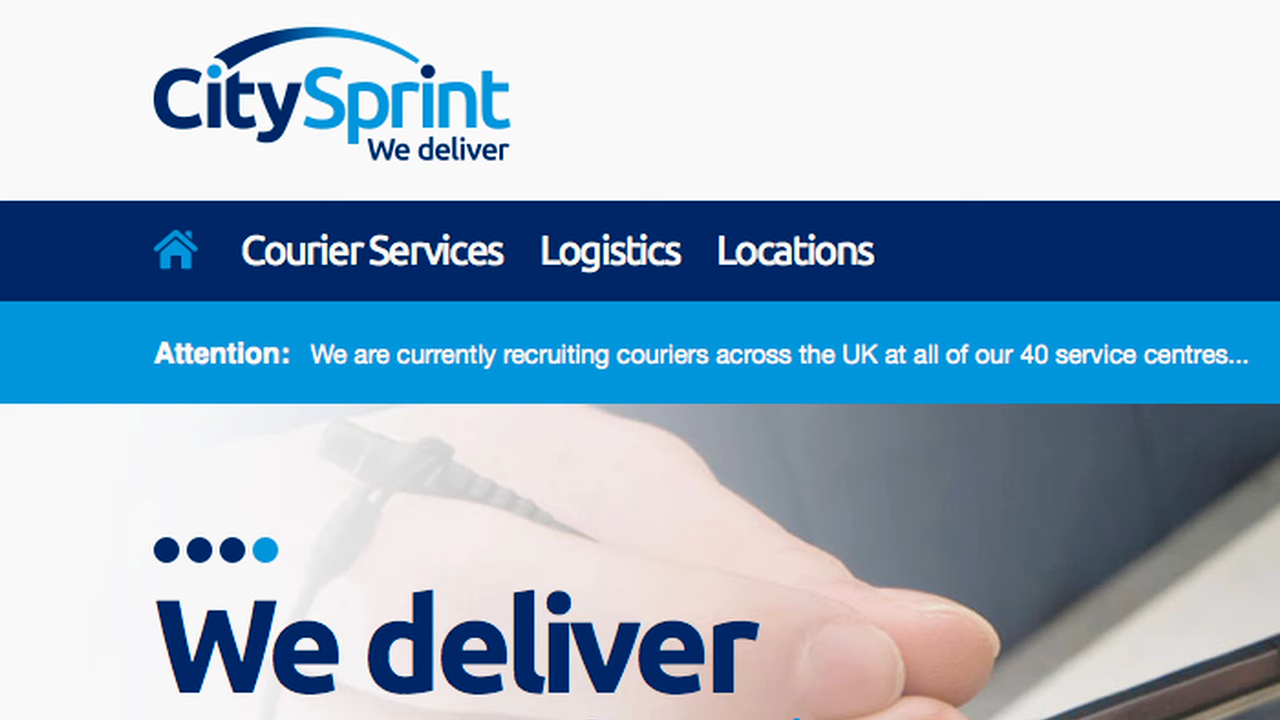 CitySprint
We deliver
Courier Services Logistics Locations
Attention: We are currently recruiting couriers across the UK at all of our 40 service centres...
We deliver